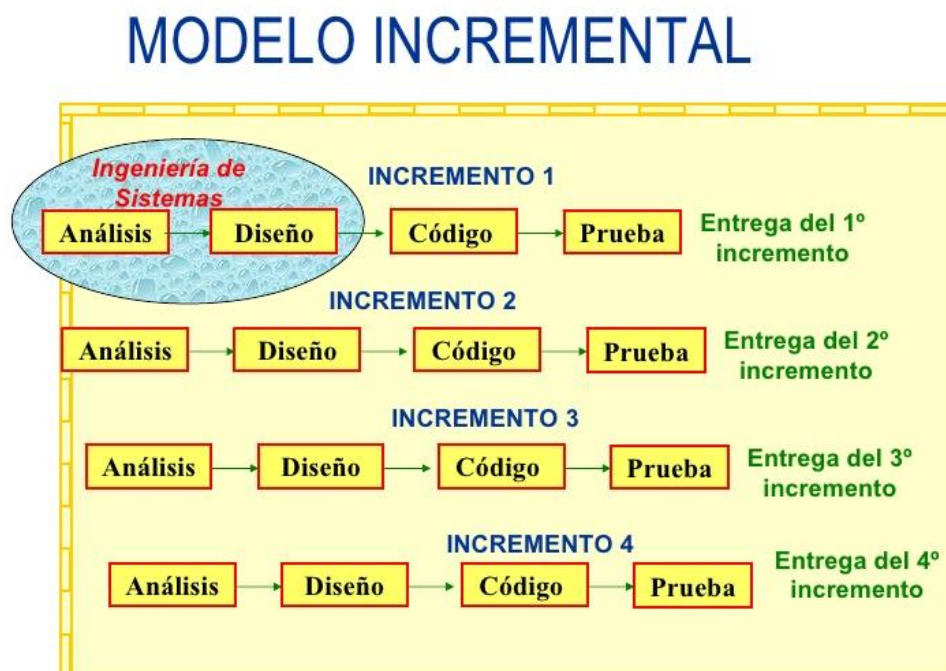 MODELO INCREMENTAL
Ingeniería de
Sistemas
INCREMENTO 1
Análisis Diseño Código Prueba
Entrega del 1º
incremento
INCREMENTO 2
Análisis Diseño Código Prueba
Entrega del 2º
incremento
INCREMENTO 3
Análisis Diseño Código Prueba
Entrega del 3º
incremento
INCREMENTO 4
Análisis Diseño Código Prueba
Entrega del 4º
incremento